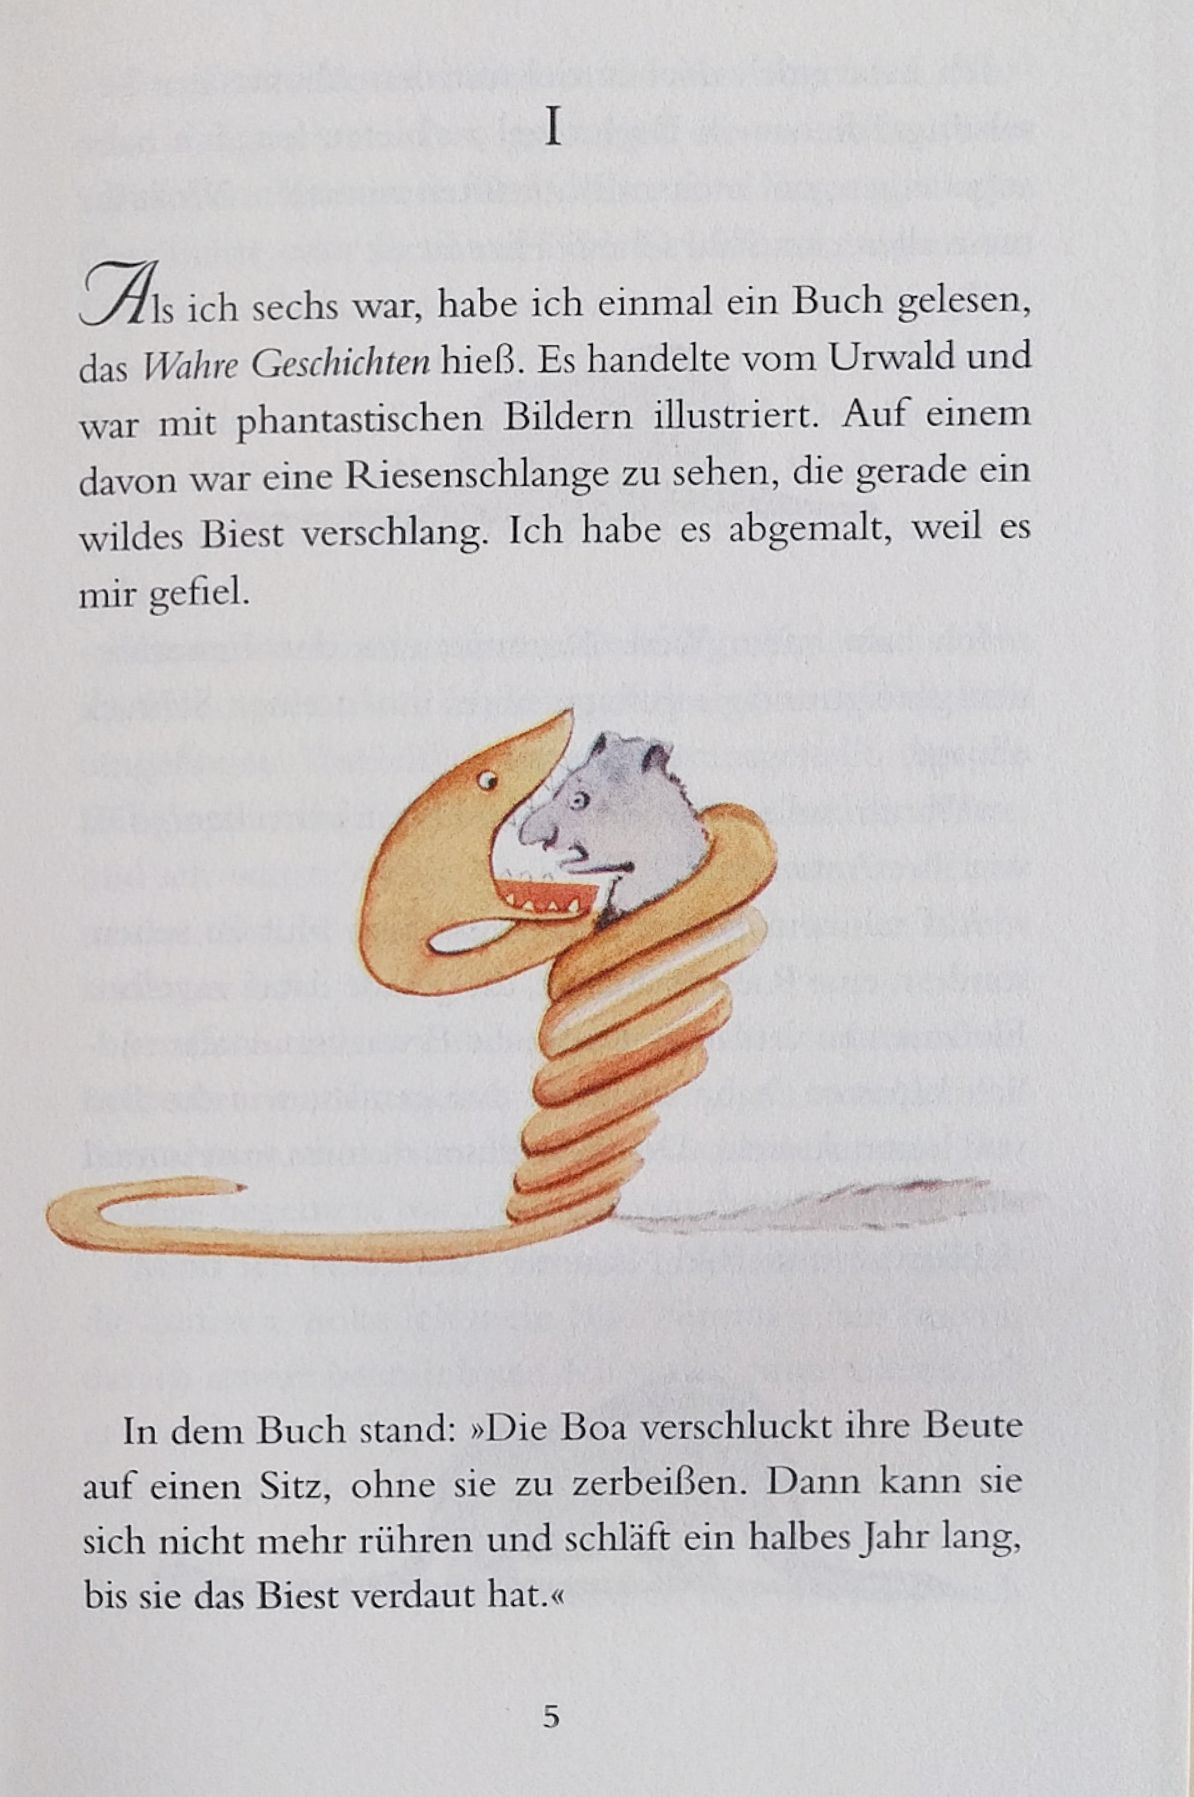 I
Als ich sechs war, habe ich einmal ein Buch gelesen,
das Wahre Geschichten hieß. Es handelte vom Urwald und
war mit phantastischen Bildern illustriert. Auf einem
davon war eine Riesenschlange zu sehen, die gerade ein
wildes Biest verschlang. Ich habe es abgemalt, weil es
mir gefiel.
In dem Buch stand: »Die Boa verschluckt ihre Beute
auf einen Sitz, ohne sie zu zerbeißen. Dann kann sie
sich nicht mehr rühren und schläft ein halbes Jahr lang,
bis sie das Biest verdaut hat.«
5